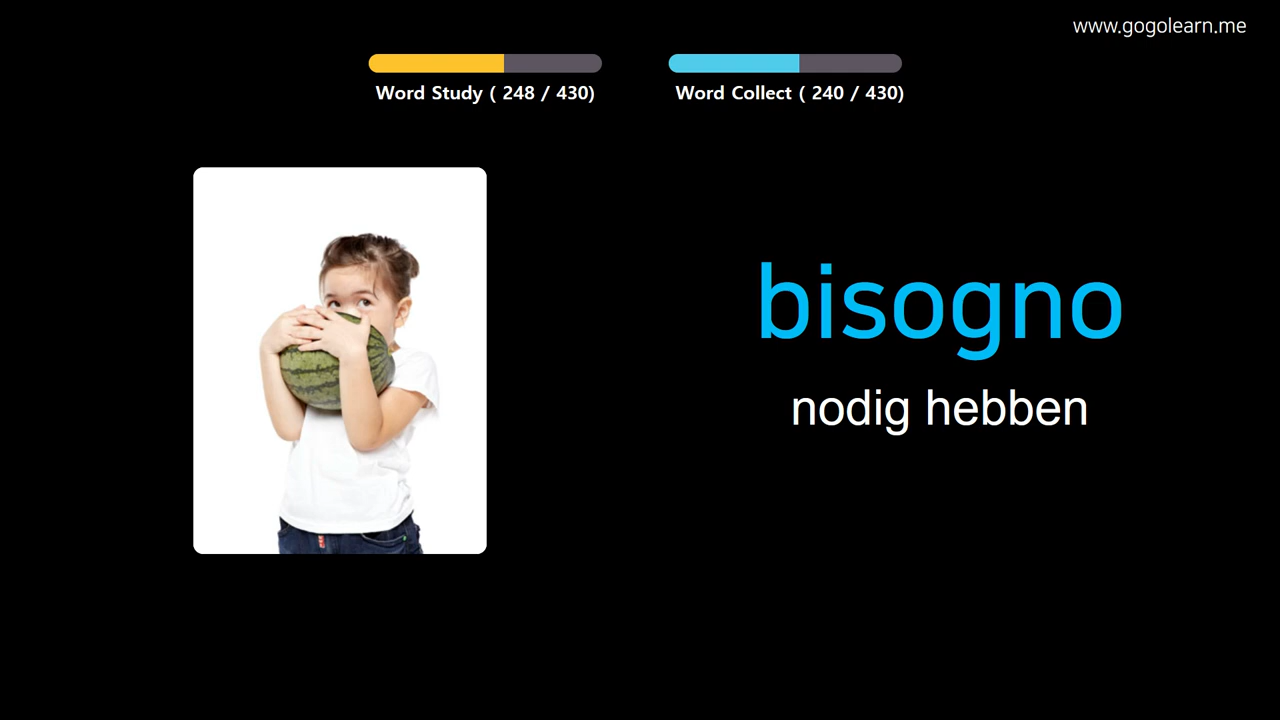 www.gogolearn.me
Word Study ( 248 / 430)
Word Collect ( 240 / 430)
bisogno
nodig hebben